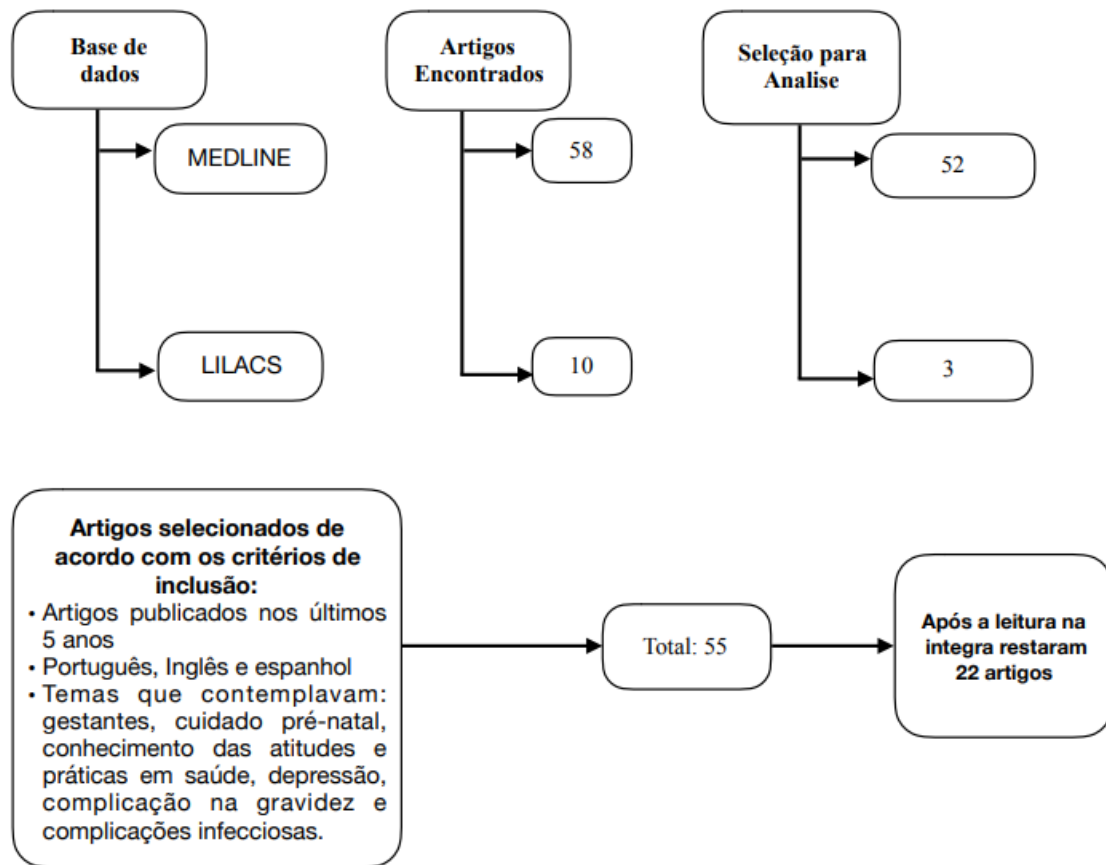 Base de
dados
Artigos
Encontrados
Seleção para
Analise
MEDLINE
58
52
LILACS
10
3
Artigos selecionados de
acordo com os critérios de
inclusão:
• Artigos publicados nos últimos
5 anos
• Português, Inglês e espanhol
• Temas que contemplavam:
gestantes, cuidado pré-natal,
conhecimento das atitudes e
práticas em saúde, depressão,
complicação na gravidez e
complicações infecciosas.
Total: 55
Após a leitura na
integra restaram
22 artigos